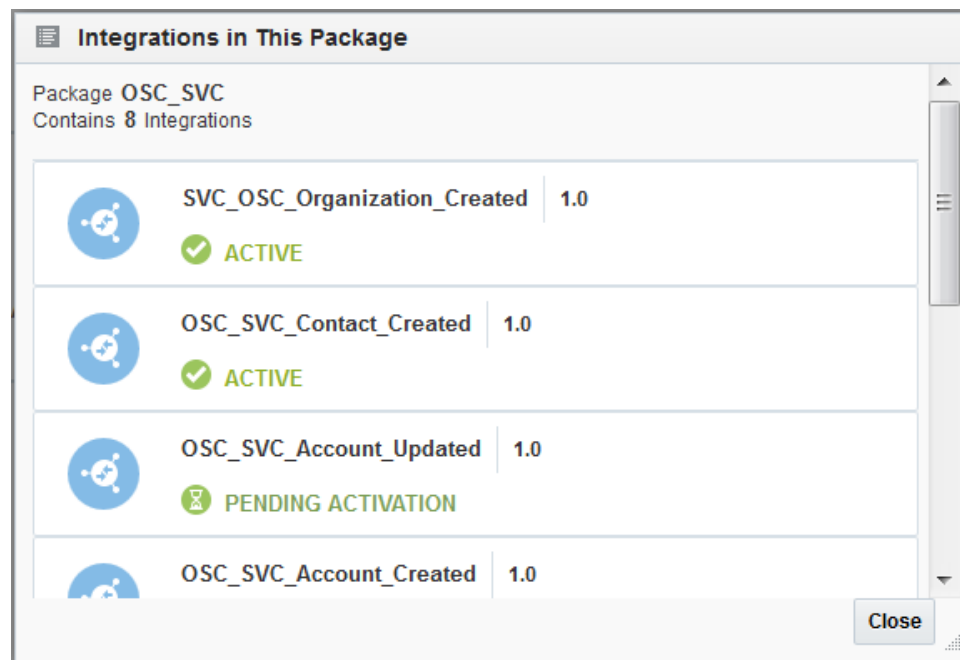 Integrations in This Package
Package OSC_SVC
Contains 8 Integrations
SVC_OSC_Organization_Created 1.0
ACTIVE
OSC_SVC_Contact_Created 1.0
ACTIVE
OSC_SVC_Account_Updated 1.0
PENDING ACTIVATION
OSC_SVC_Account_Created 1.0
Close